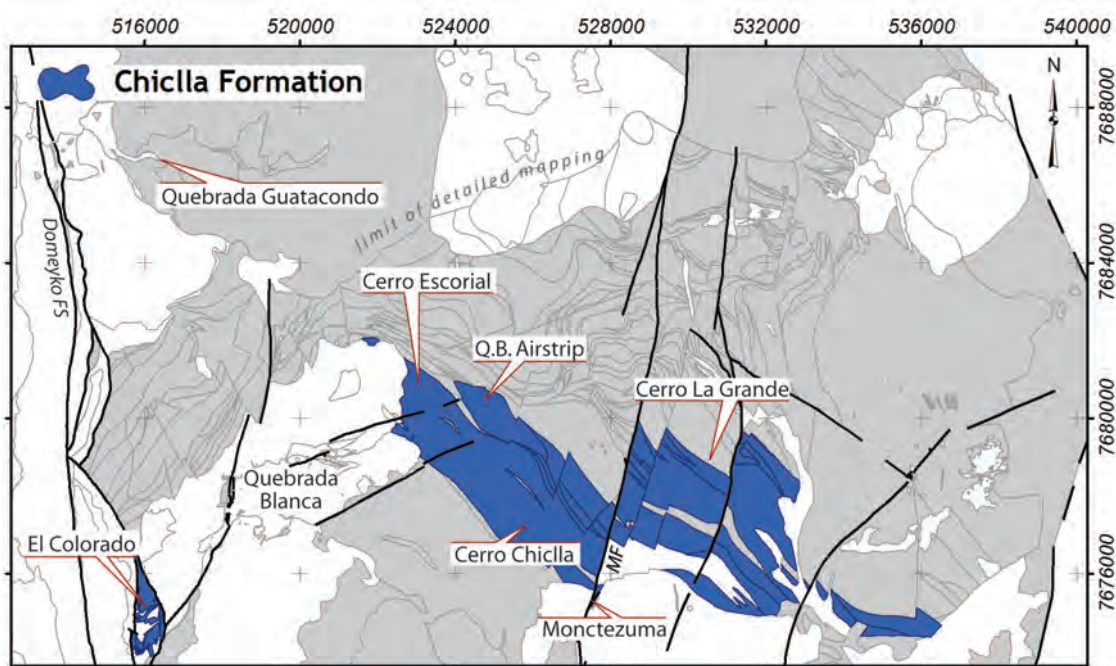 516000 520000 524000 528000 532000 536000 540000
Chiclla Formation
N
7688000
Quebrada Guatacondo
limit of detailed mapping
Domeyko FS
7684000
Cerro Escorial
Q.B. Airstrip
Cerro La Grande
7680000
Quebrada
Blanca
El Colorado
Cerro Chiclla
MF
7676000
Monctezuma